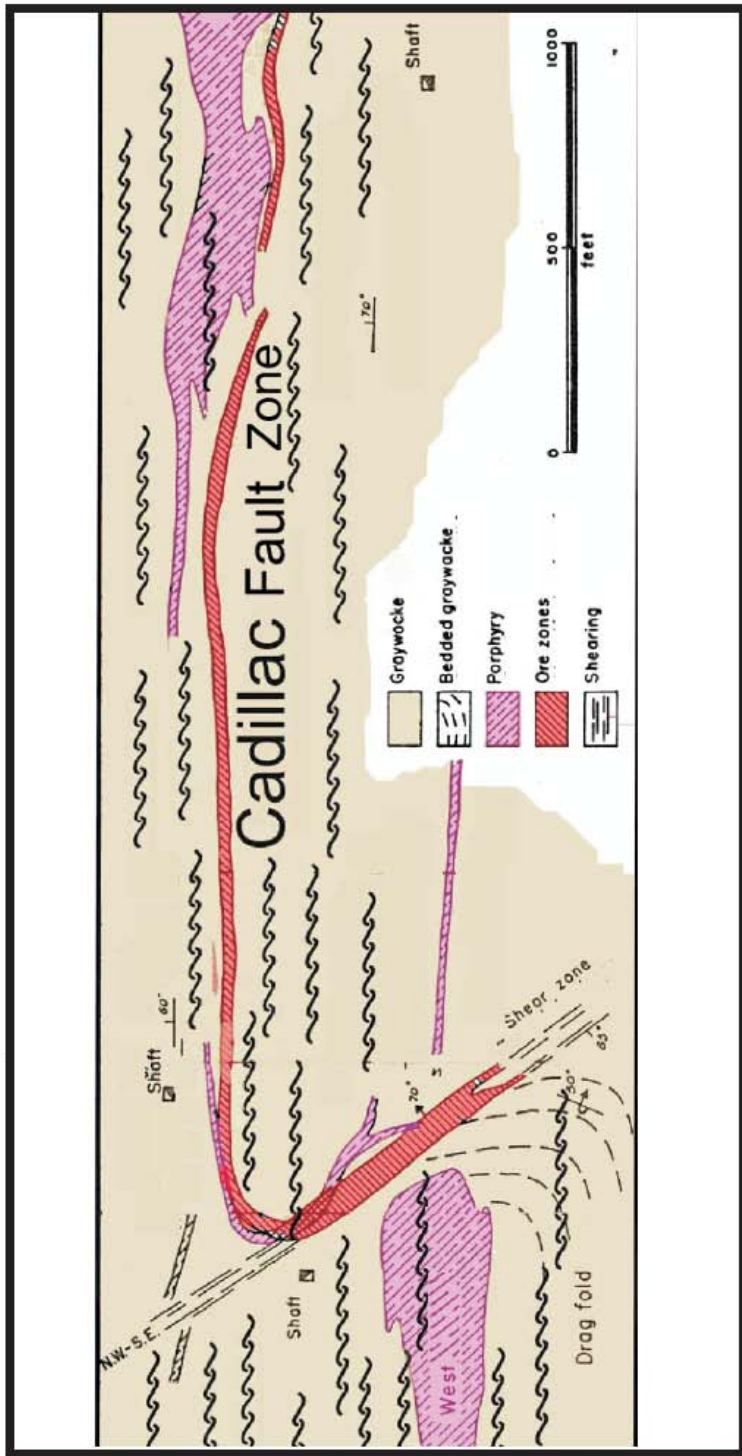 Shaft
1000
500
0
feet
70°
Cadillac Fault Zone
Graywacke
Bedded graywacke
Porphyry
Ore zones
Shearing
60°
Shaft
Shear zone
65°
70°
50°
N.W.-S.E.
Shaft
West
Drag fold